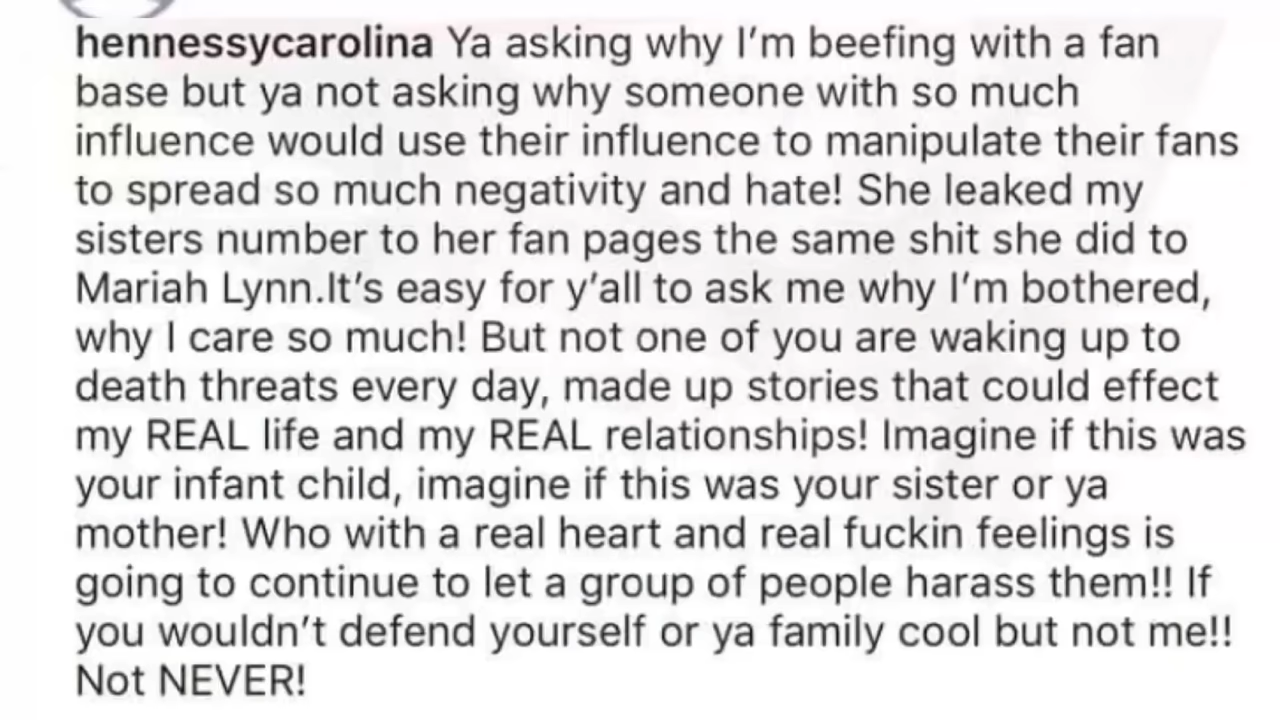 hennessycarolina Ya asking why I'm beefing with a fan
base but ya not asking why someone with so much
influence would use their influence to manipulate their fans
to spread so much negativity and hate! She leaked my
sisters number to her fan pages the same shit she did to
Mariah Lynn.It's easy for y'all to ask me why I'm bothered,
why I care so much! But not one of you are waking up to
death threats every day, made up stories that could effect
my REAL life and my REAL relationships! Imagine if this was
your infant child, imagine if this was your sister or ya
mother! Who with a real heart and real fuckin feelings is
going to continue to let a group of people harass them!! If
you wouldn't defend yourself or ya family cool but not me!!
Not NEVER!